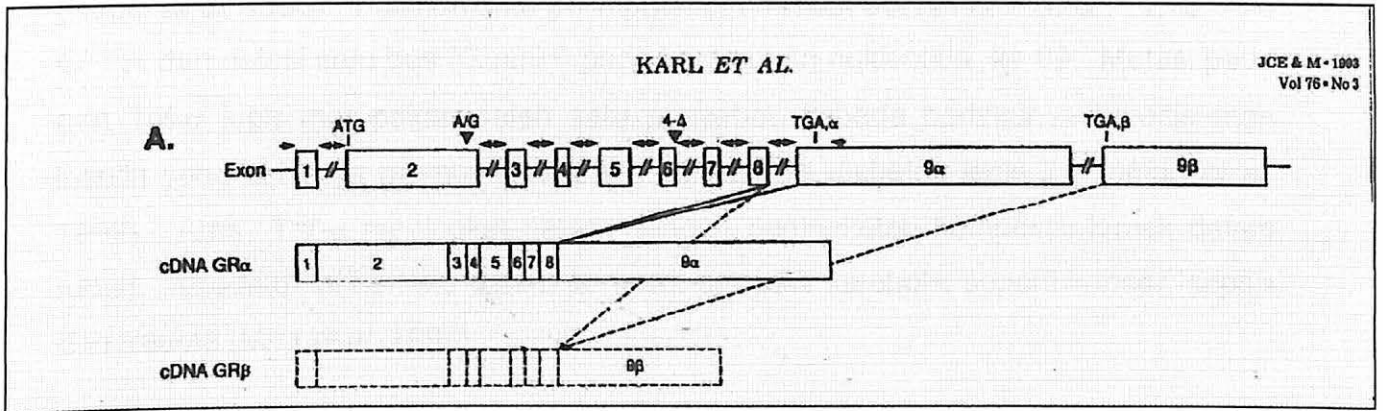 KARL ET AL.
JCE & M • 1993
Vol 76 • No 3
A.
ATG A/G 4-Δ TGA,α TGA,β
Exon 1 2 3 4 5 6 7 8 9α 9β
cDNA GRα 1 2 3 4 5 6 7 8 9α
cDNA GRβ 9β